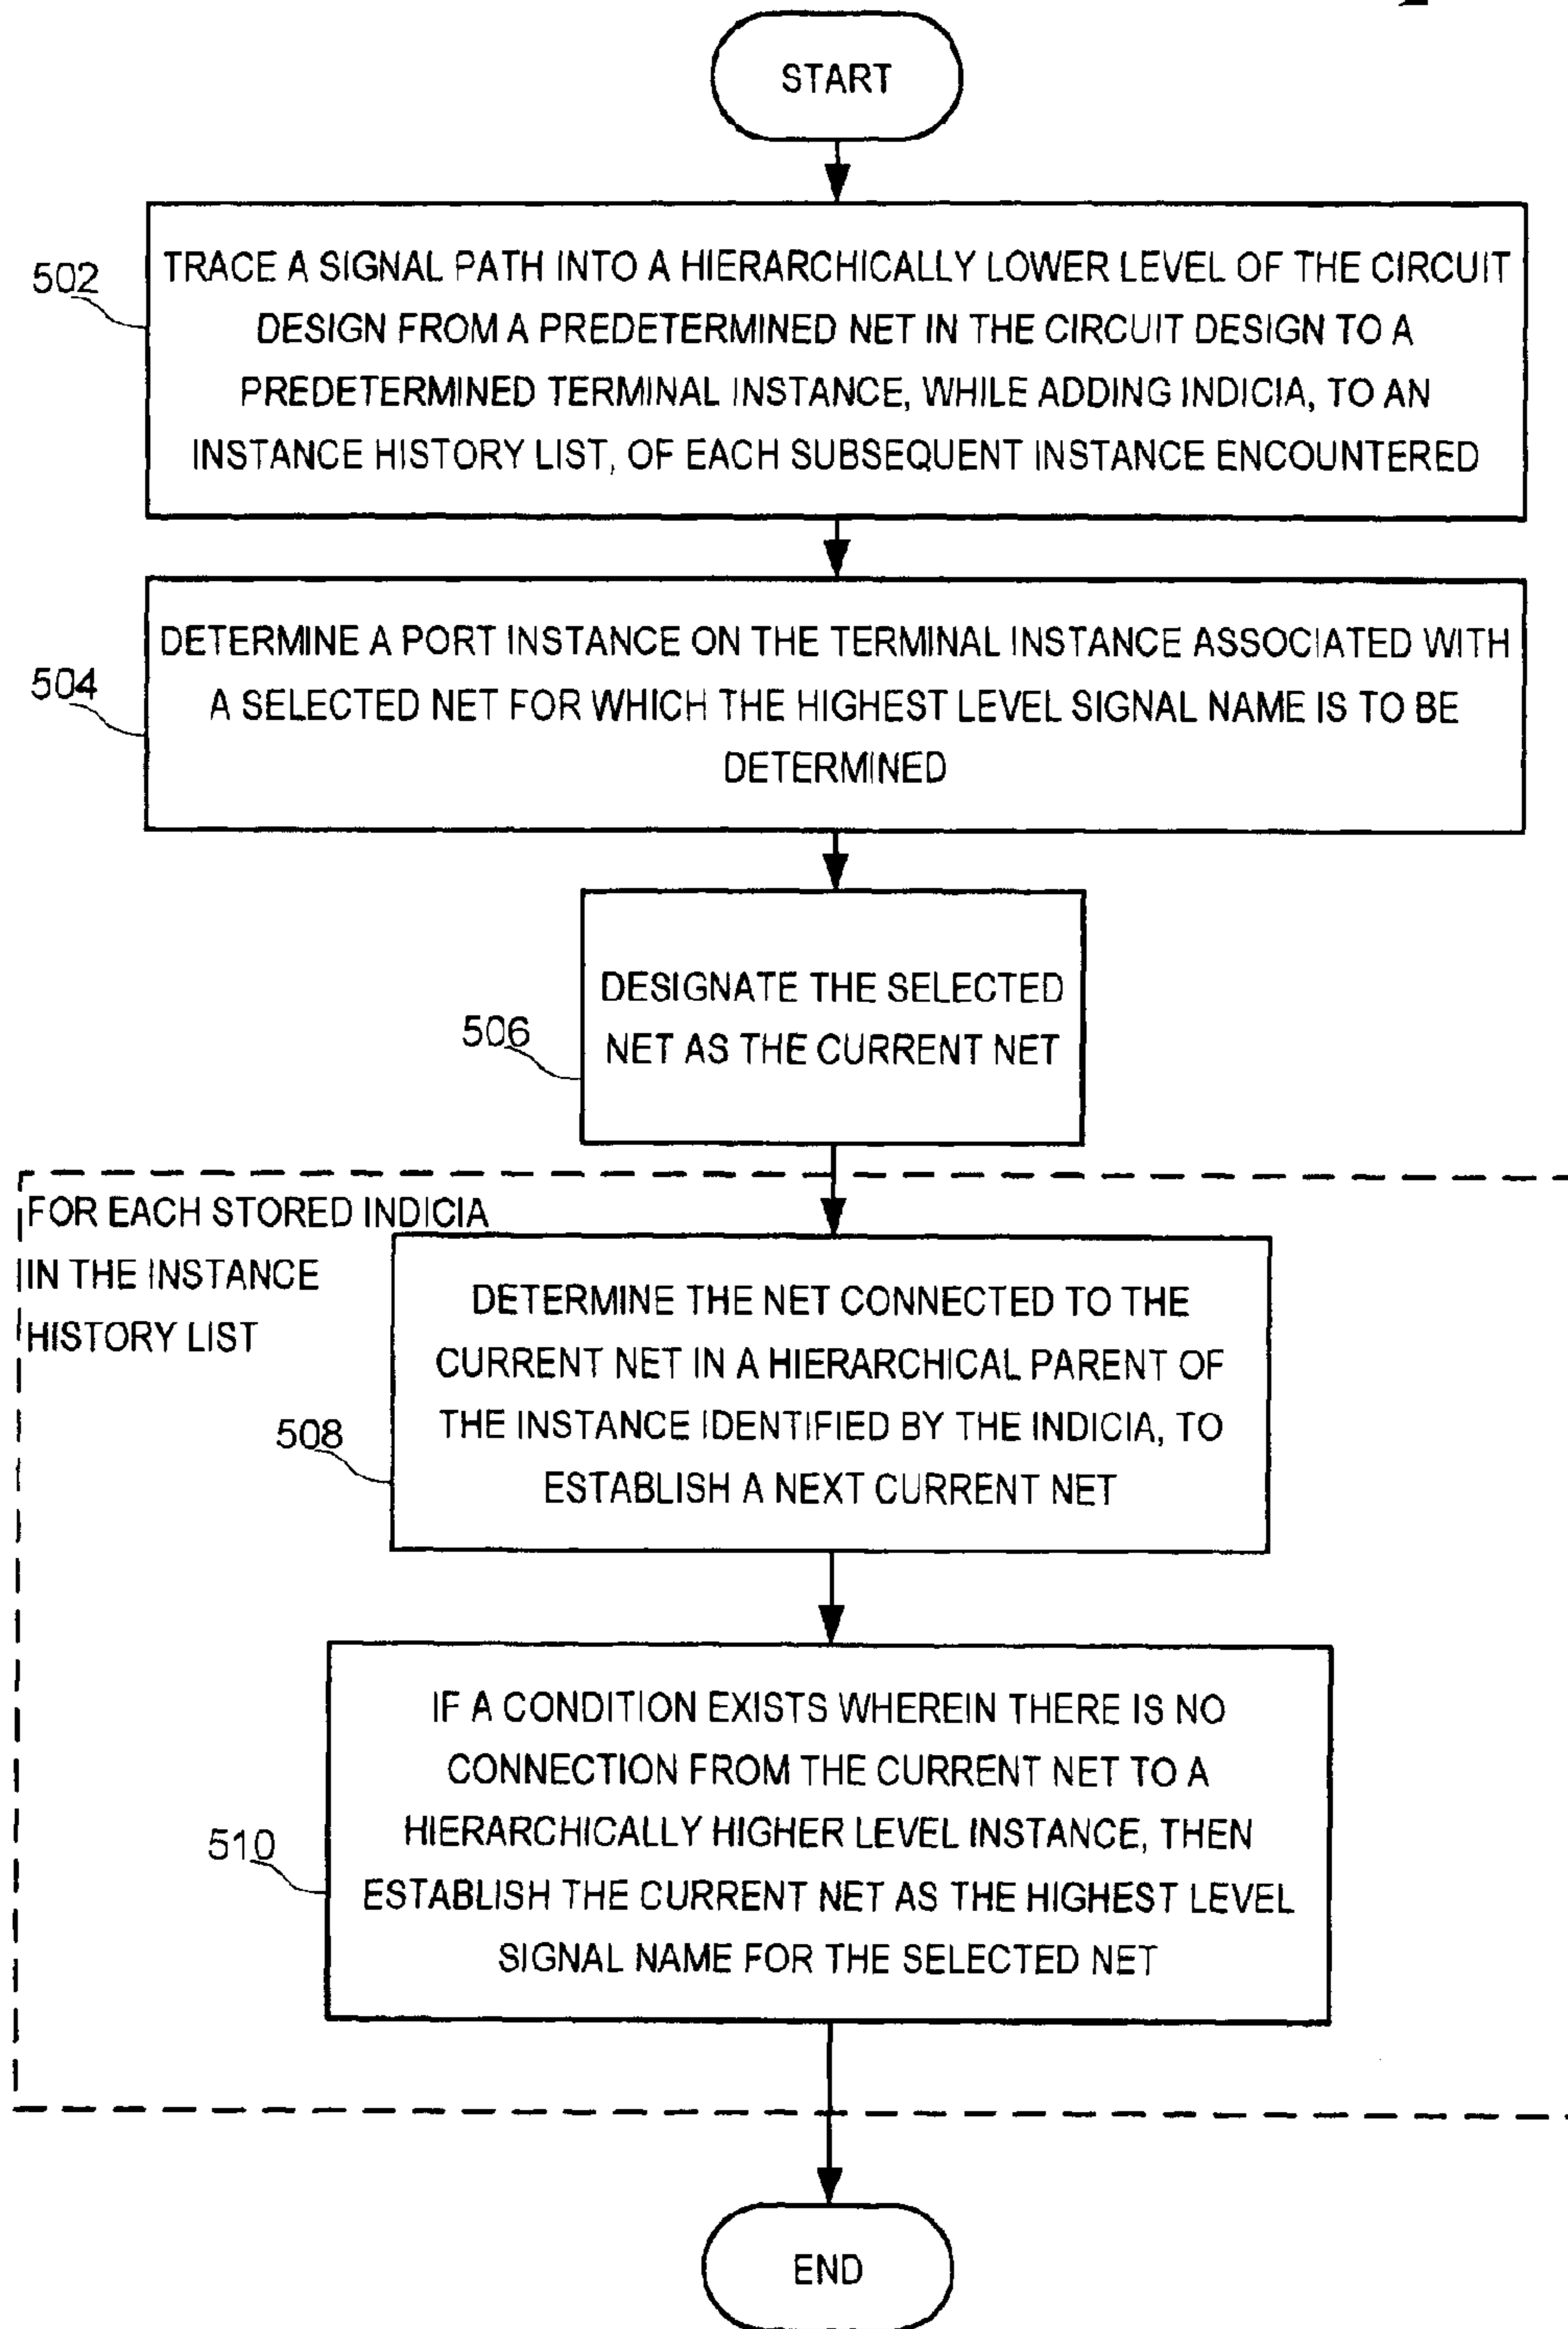 START
502
TRACE A SIGNAL PATH INTO A HIERARCHICALLY LOWER LEVEL OF THE CIRCUIT
DESIGN FROM A PREDETERMINED NET IN THE CIRCUIT DESIGN TO A
PREDETERMINED TERMINAL INSTANCE, WHILE ADDING INDICIA, TO AN
INSTANCE HISTORY LIST, OF EACH SUBSEQUENT INSTANCE ENCOUNTERED
504
DETERMINE A PORT INSTANCE ON THE TERMINAL INSTANCE ASSOCIATED WITH
A SELECTED NET FOR WHICH THE HIGHEST LEVEL SIGNAL NAME IS TO BE
DETERMINED
506
DESIGNATE THE SELECTED
NET AS THE CURRENT NET
FOR EACH STORED INDICIA
IN THE INSTANCE
HISTORY LIST
508
DETERMINE THE NET CONNECTED TO THE
CURRENT NET IN A HIERARCHICAL PARENT OF
THE INSTANCE IDENTIFIED BY THE INDICIA, TO
ESTABLISH A NEXT CURRENT NET
510
IF A CONDITION EXISTS WHEREIN THERE IS NO
CONNECTION FROM THE CURRENT NET TO A
HIERARCHICALLY HIGHER LEVEL INSTANCE, THEN
ESTABLISH THE CURRENT NET AS THE HIGHEST LEVEL
SIGNAL NAME FOR THE SELECTED NET
END